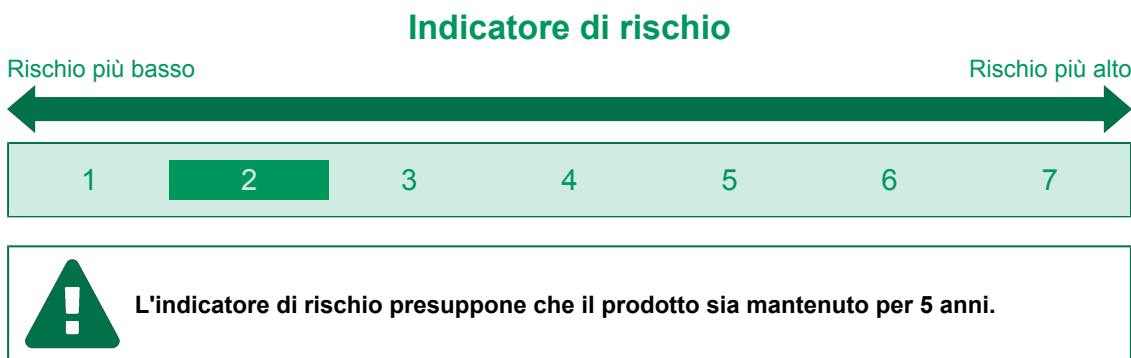 Indicatore di rischio
Rischio più basso Rischio più alto
1 2 3 4 5 6 7
L'indicatore di rischio presuppone che il prodotto sia mantenuto per 5 anni.